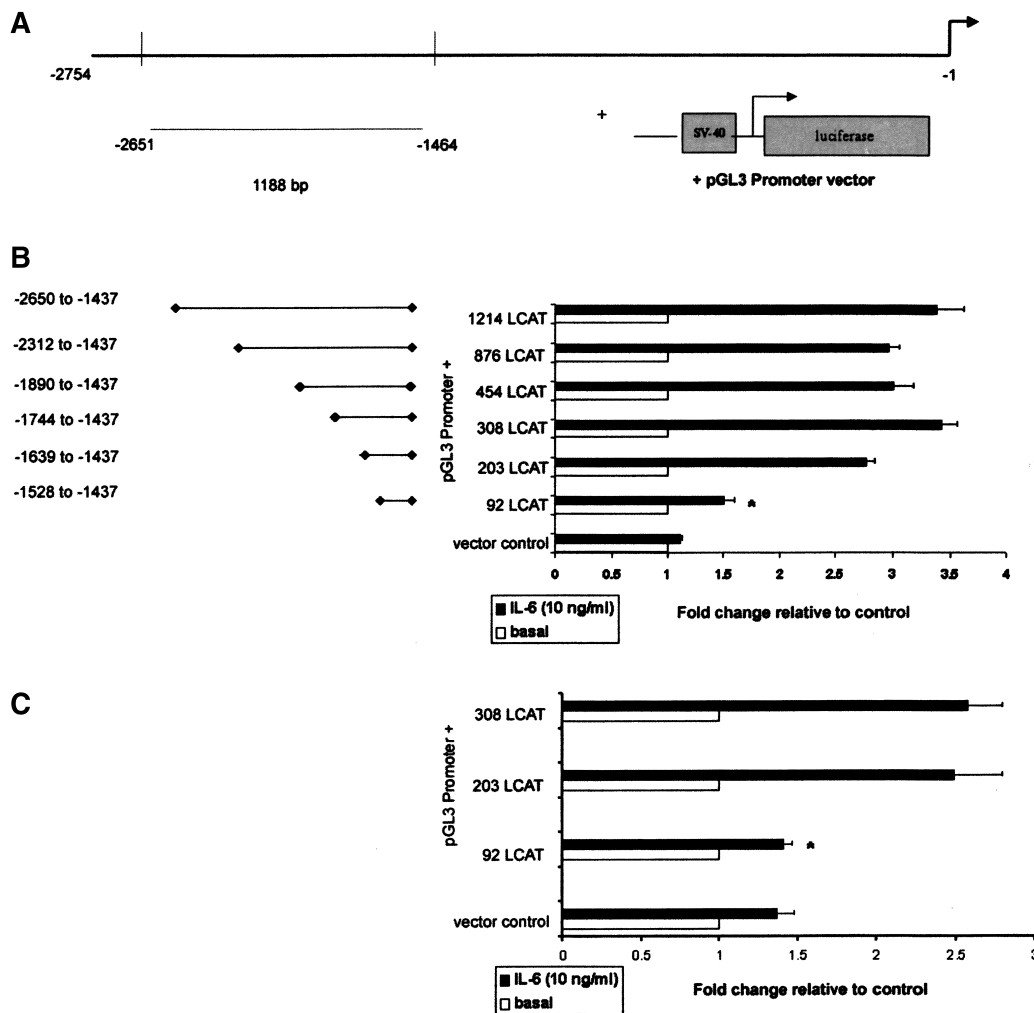 A
-2754
-1
-2651
-1464
1188 bp
+
SV-40
luciferase
+ pGL3 Promoter vector
B
-2650 to -1437
-2312 to -1437
-1890 to -1437
-1744 to -1437
-1639 to -1437
-1528 to -1437
pGL3 Promoter +
1214 LCAT
876 LCAT
454 LCAT
308 LCAT
203 LCAT
92 LCAT
*
vector control
0 0.5 1 1.5 2 2.5 3 3.5 4
IL-6 (10 ng/ml)
basal
Fold change relative to control
C
pGL3 Promoter +
308 LCAT
203 LCAT
92 LCAT
*
vector control
0 0.5 1 1.5 2 2.5 3
IL-6 (10 ng/ml)
basal
Fold change relative to control